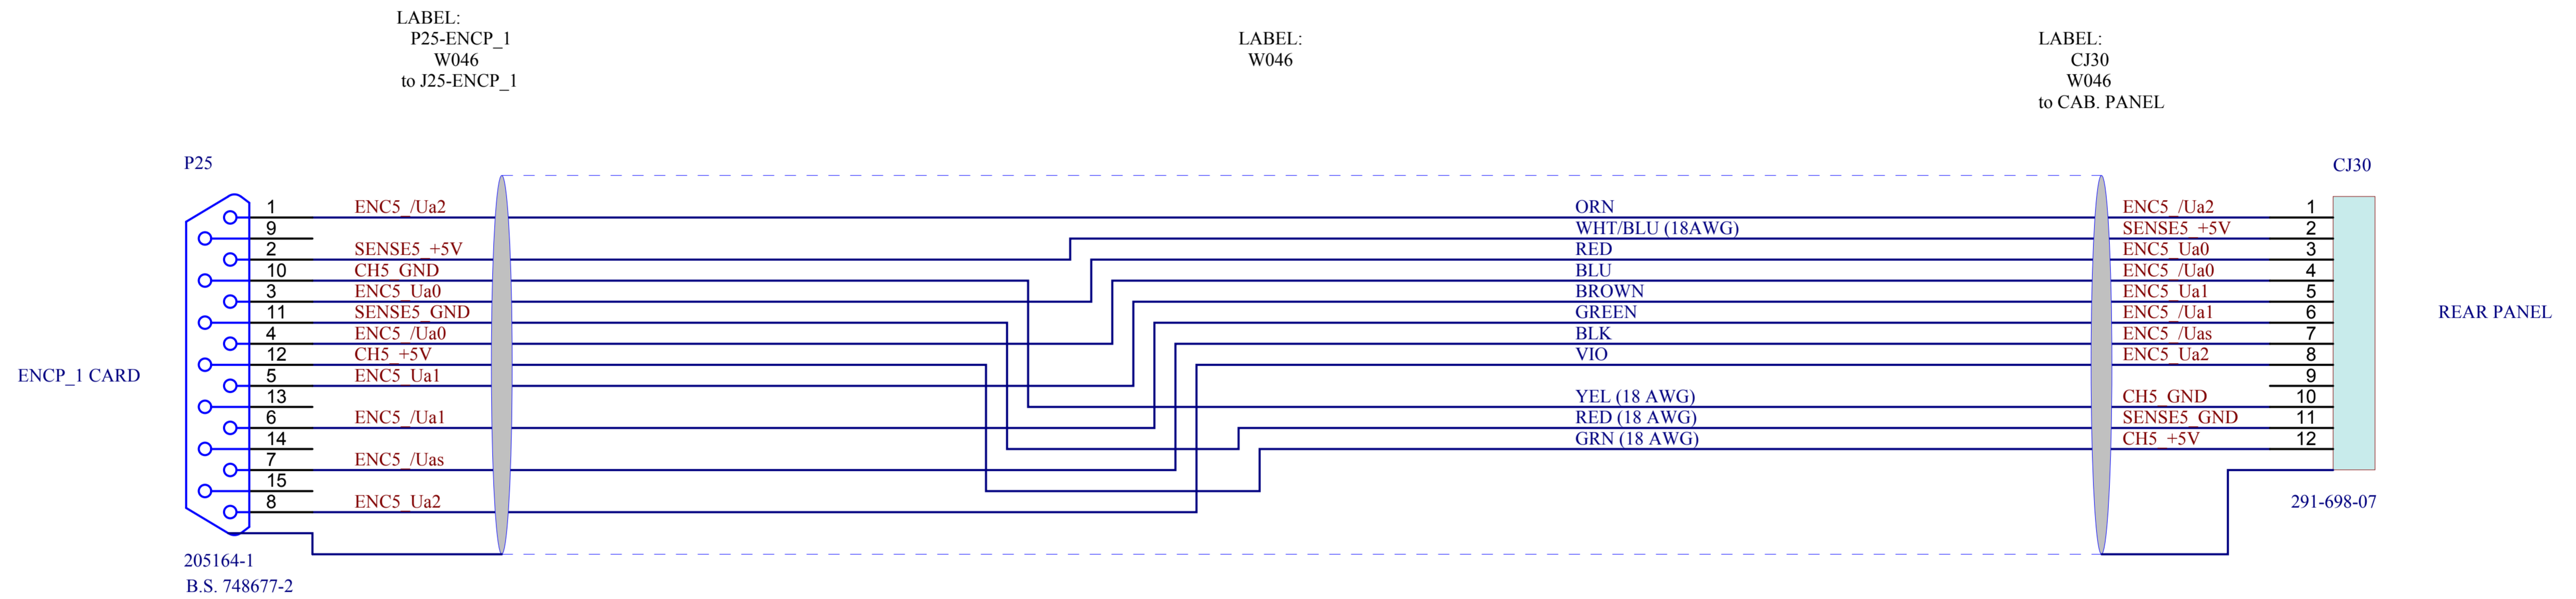 LABEL:
P25-ENCP_1
W046
to J25-ENCP_1
LABEL:
W046
LABEL:
CJ30
W046
to CAB. PANEL
P25
CJ30
1 ENC5_/Ua2 ORN ENC5_/Ua2 1
9 WHT/BLU (18AWG) SENSE5_+5V 2
2 SENSE5_+5V RED ENC5_Ua0 3
10 CH5_GND BLU ENC5_/Ua0 4
3 ENC5_Ua0 BROWN ENC5_Ua1 5
11 SENSE5_GND GREEN ENC5_/Ua1 6
4 ENC5_/Ua0 BLK ENC5_/Uas 7
12 CH5_+5V VIO ENC5_Ua2 8
5 ENC5_Ua1 9
13 YEL (18 AWG) CH5_GND 10
6 ENC5_/Ua1 RED (18 AWG) SENSE5_GND 11
14 GRN (18 AWG) CH5_+5V 12
7 ENC5_/Uas
15
8 ENC5_Ua2
ENCP_1 CARD
REAR PANEL
205164-1
B.S. 748677-2
291-698-07